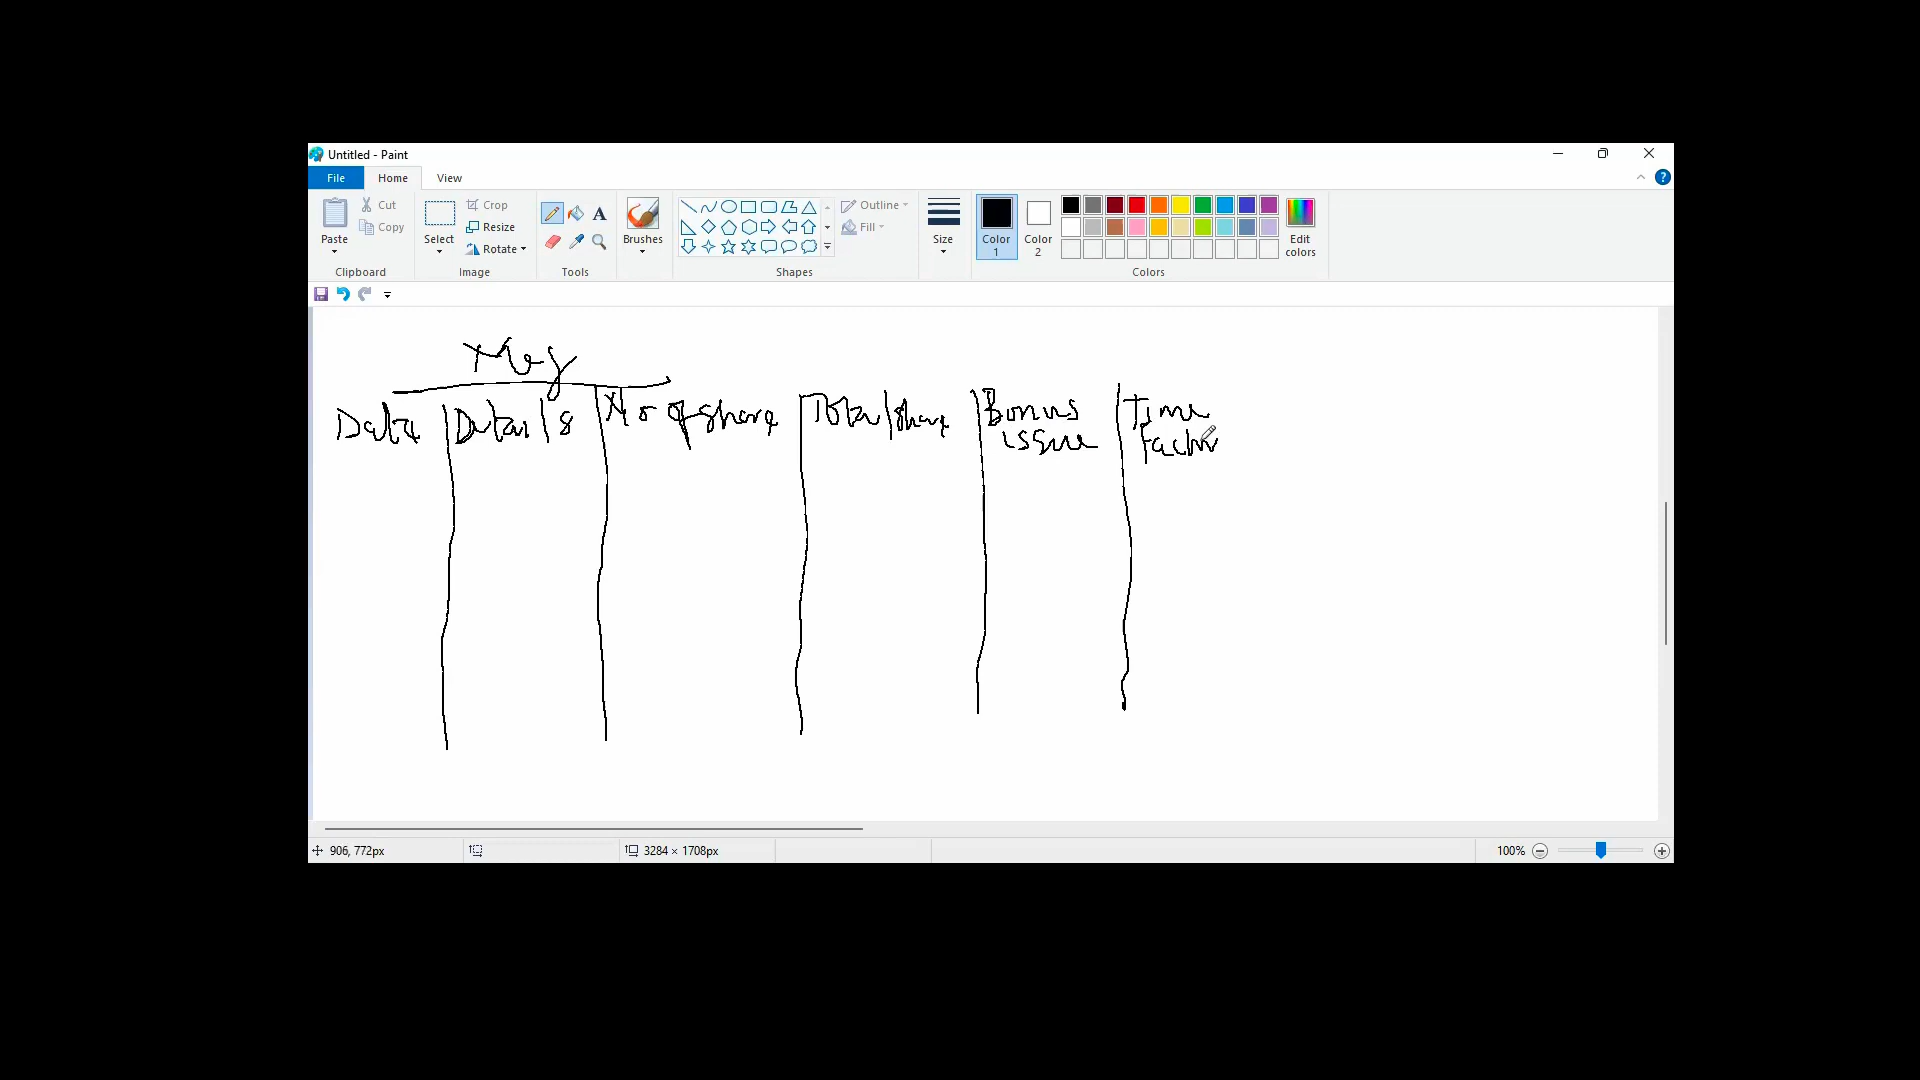 Untitled - Paint
File Home View
Paste Cut Copy Clipboard
Select Crop Resize Rotate Image
Tools
Brushes
Shapes Outline Fill
Size
Color 1 Color 2 Edit colors Colors
Date Details No of share Total share Bonus issue Time Factor
906, 772px 3284 × 1708px 100%